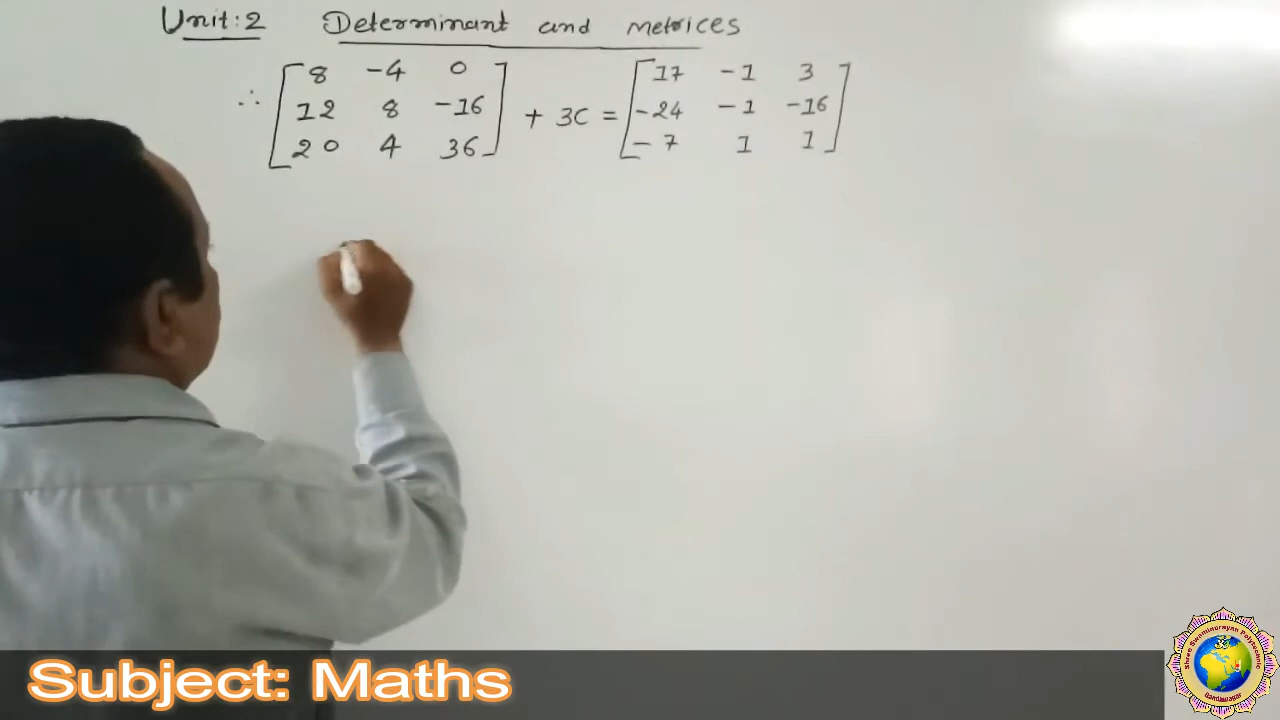 Unit:2 Determinant and metrices
∴ [8 -4 0; 12 8 -16; 20 4 36] + 3C = [17 -1 3; -24 -1 -16; -7 1 1]
Subject: Maths